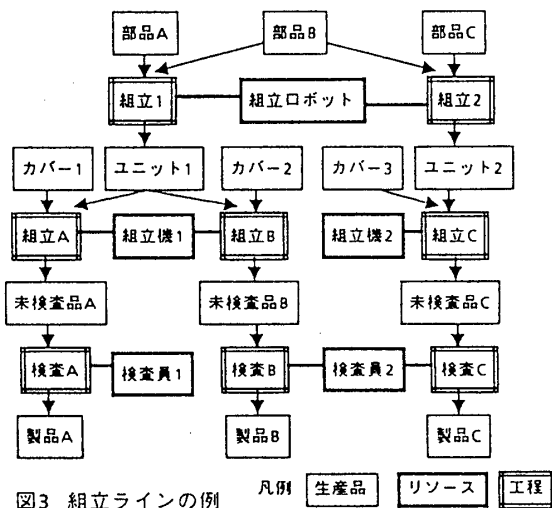 部品A 部品B 部品C
組立1 組立ロボット 組立2
カバー1 ユニット1 カバー2 カバー3 ユニット2
組立A 組立機1 組立B 組立機2 組立C
未検査品A 未検査品B 未検査品C
検査A 検査員1 検査B 検査員2 検査C
製品A 製品B 製品C
図3 組立ラインの例 凡例 生産品 リソース 工程